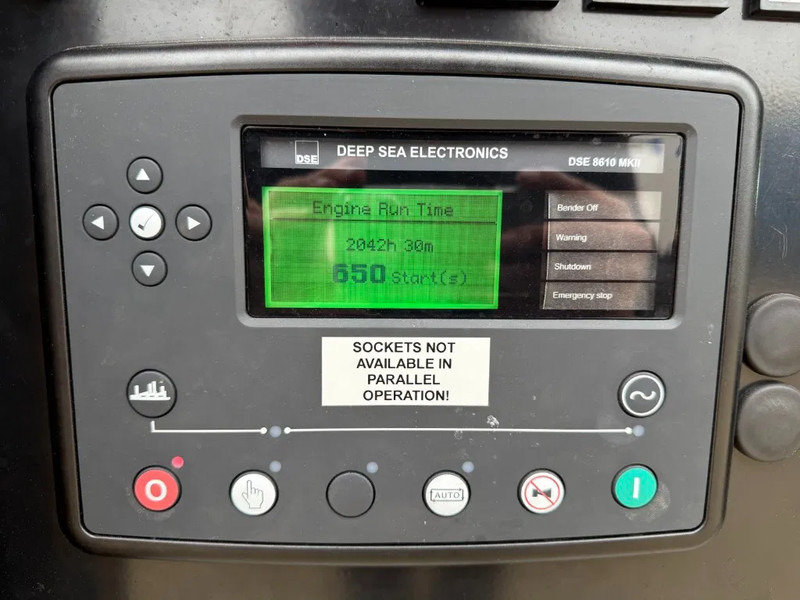 DSE
DEEP SEA ELECTRONICS
DSE 8610 MKII
Engine Run Time
2042h 30m
650 Start(s)
Bender Off
Warning
Shutdown
Emergency stop
SOCKETS NOT
AVAILABLE IN
PARALLEL
OPERATION!
O
AUTO
I